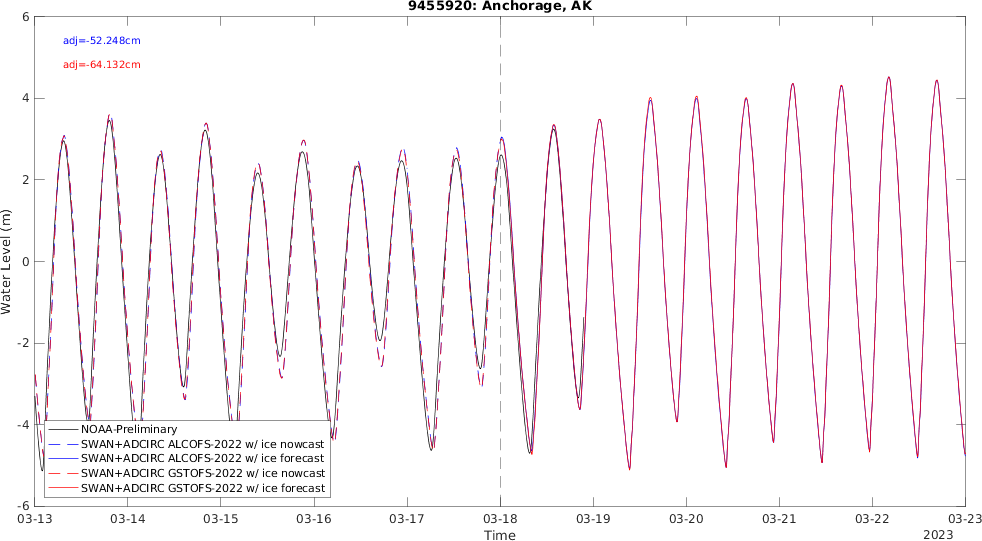 9455920: Anchorage, AK
adj=-52.248cm
adj=-64.132cm
Water Level (m)
6
4
2
0
-2
-4
-6
NOAA-Preliminary
SWAN+ADCIRC ALCOFS-2022 w/ ice nowcast
SWAN+ADCIRC ALCOFS-2022 w/ ice forecast
SWAN+ADCIRC GSTOFS-2022 w/ ice nowcast
SWAN+ADCIRC GSTOFS-2022 w/ ice forecast
03-13 03-14 03-15 03-16 03-17 03-18 03-19 03-20 03-21 03-22 03-23
Time
2023